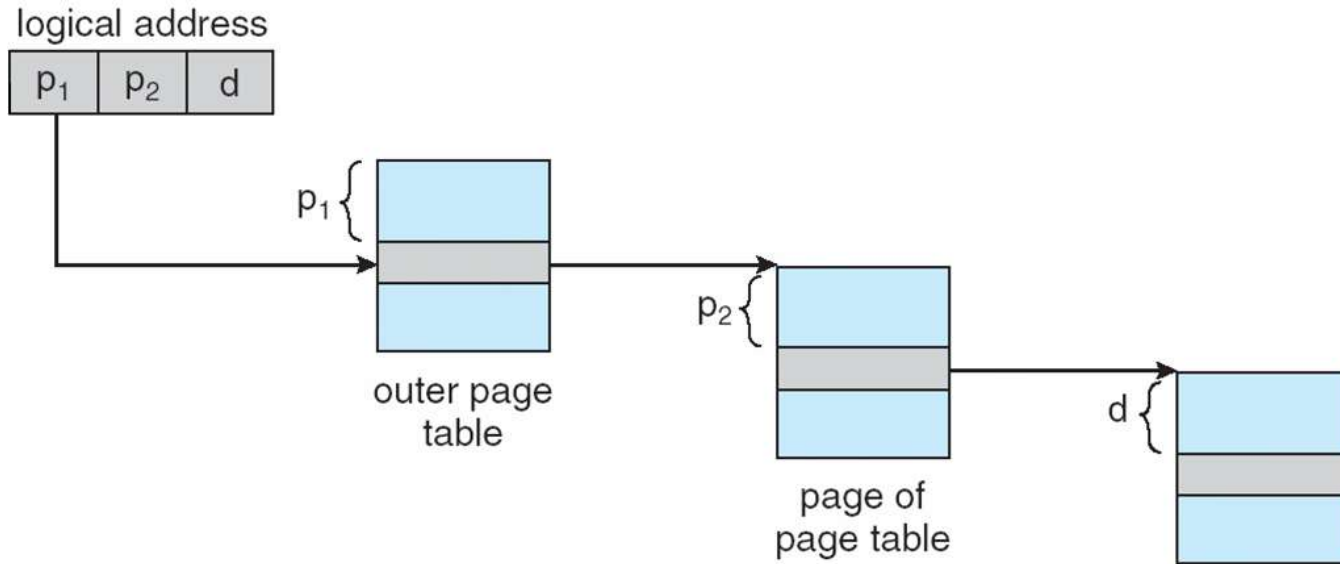 logical address
p₁ p₂ d
p₁
outer page
table
p₂
page of
page table
d